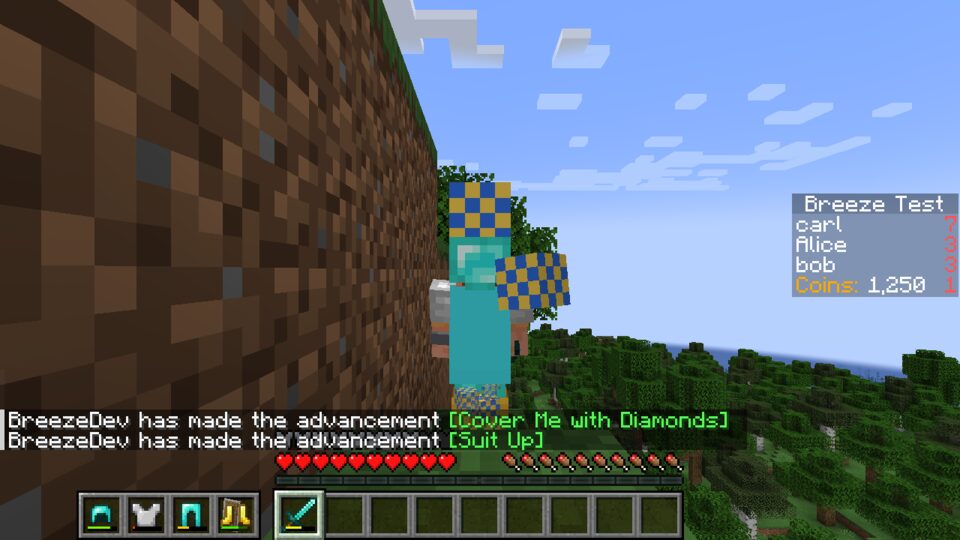 Breeze Test
carl 7
Alice 3
bob 3
Coins: 1,250 1
BreezeDev has made the advancement [Cover Me with Diamonds]
BreezeDev has made the advancement [Suit Up]